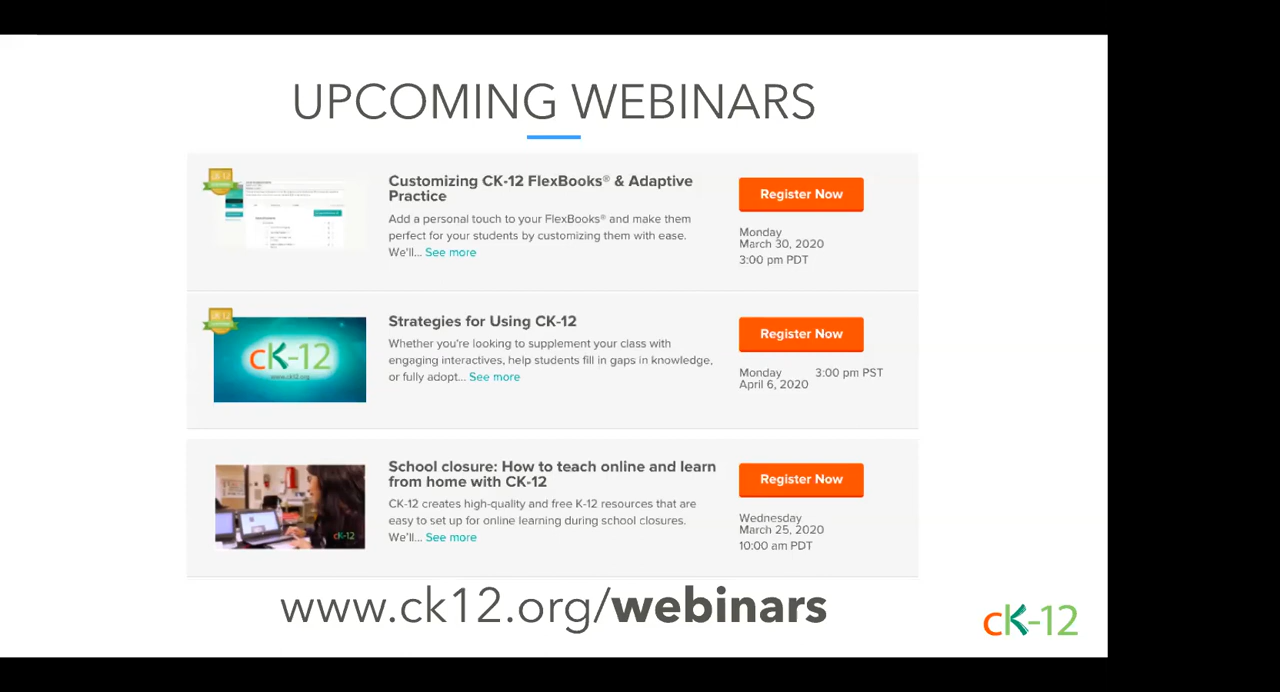 UPCOMING WEBINARS
Customizing CK-12 FlexBooks® & Adaptive
Practice
Add a personal touch to your FlexBooks® and make them
perfect for your students by customizing them with ease.
We'll... See more
Register Now
Monday
March 30, 2020
3:00 pm PDT
CK-12
cK-12
www.ck12.org
Strategies for Using CK-12
Whether you're looking to supplement your class with
engaging interactives, help students fill in gaps in knowledge,
or fully adopt... See more
Register Now
Monday 3:00 pm PST
April 6, 2020
cK-12
School closure: How to teach online and learn
from home with CK-12
CK-12 creates high-quality and free K-12 resources that are
easy to set up for online learning during school closures.
We'll... See more
Register Now
Wednesday
March 25, 2020
10:00 am PDT
www.ck12.org/webinars
cK-12